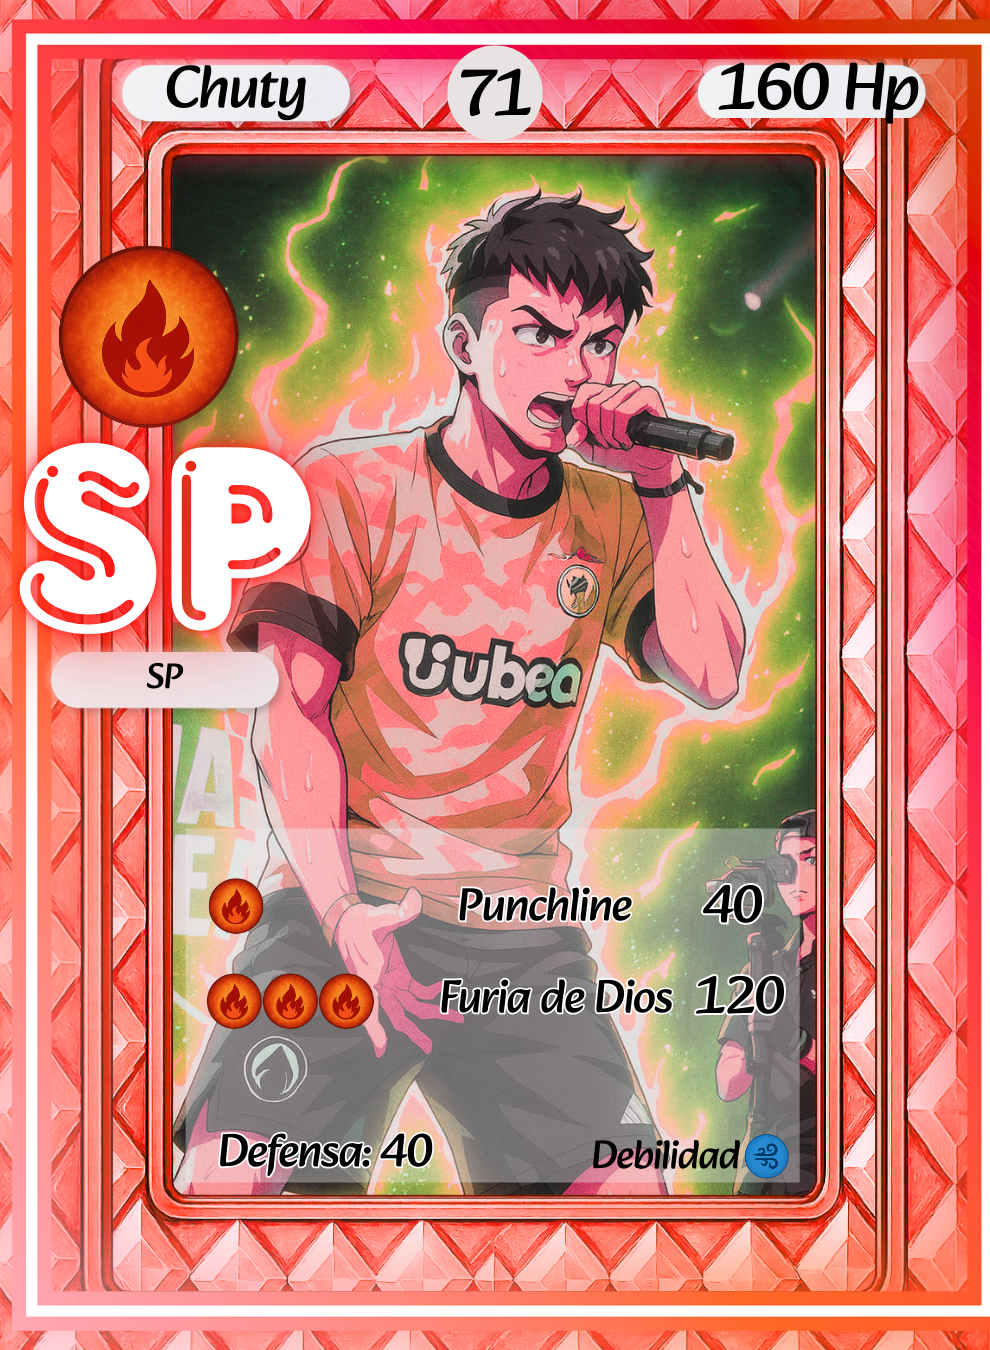 Chuty
71
160 Hp
SP
SP
Uubea
Punchline 40
Furia de Dios 120
Defensa: 40
Debilidad